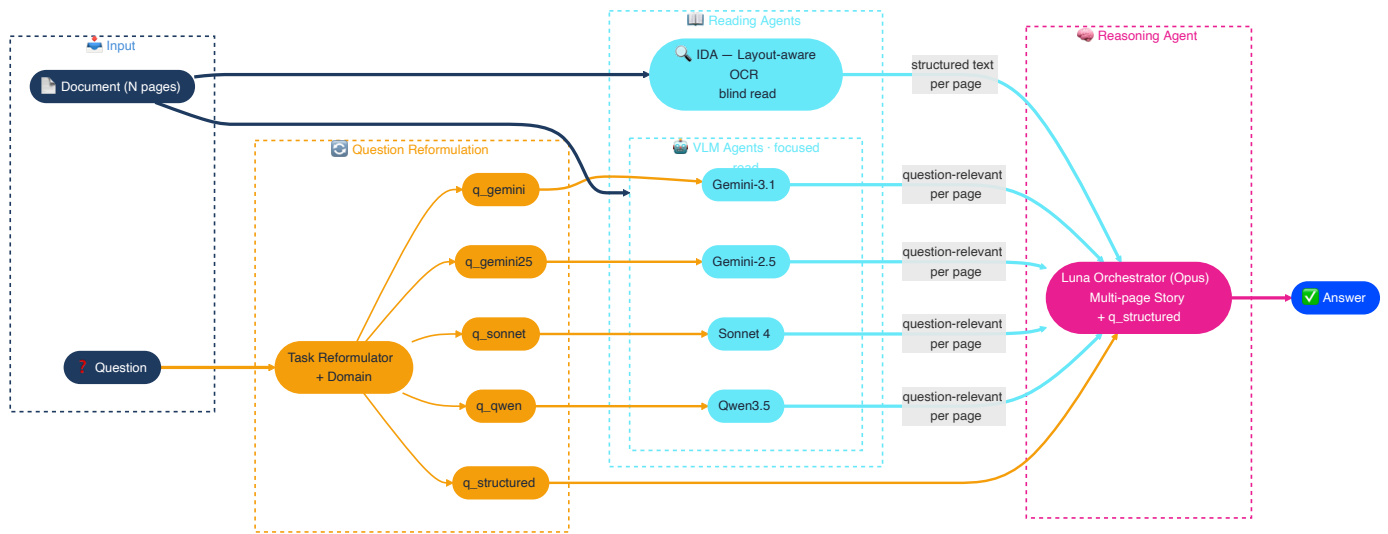 Input
Document (N pages)
Question
Question Reformulation
Task Reformulator
+ Domain
q_gemini
q_gemini25
q_sonnet
q_qwen
q_structured
Reading Agents
IDA — Layout-aware
OCR
blind read
VLM Agents · focused
read
Gemini-3.1
Gemini-2.5
Sonnet 4
Qwen3.5
structured text
per page
question-relevant
per page
question-relevant
per page
question-relevant
per page
question-relevant
per page
Reasoning Agent
Luna Orchestrator (Opus)
Multi-page Story
+ q_structured
Answer